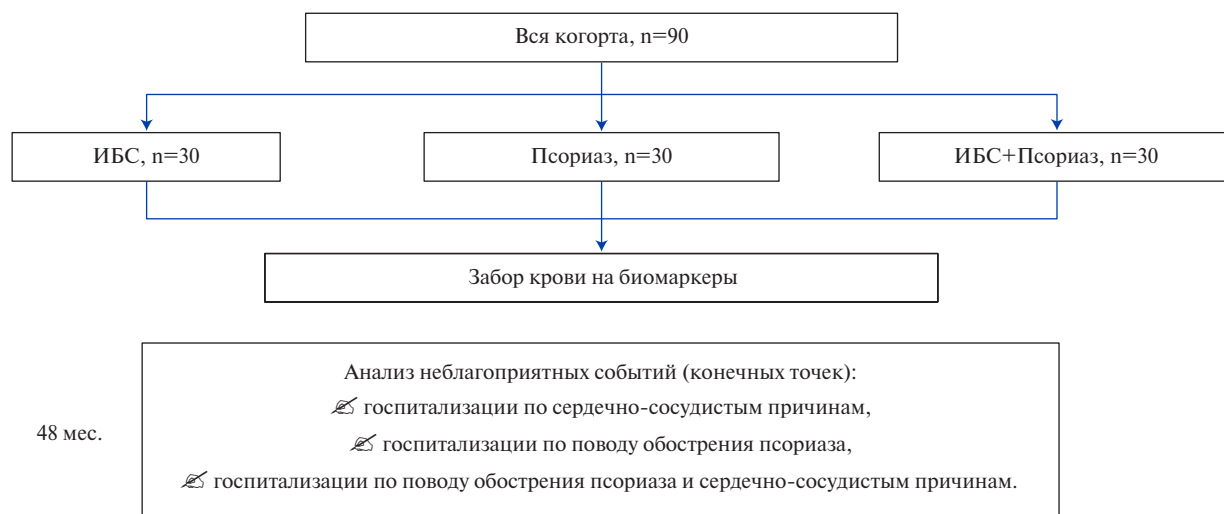 Вся когорта, n=90
ИБС, n=30
Псориаз, n=30
ИБС+Псориаз, n=30
Забор крови на биомаркеры
48 мес.
Анализ неблагоприятных событий (конечных точек):
госпитализации по сердечно-сосудистым причинам,
госпитализации по поводу обострения псориаза,
госпитализации по поводу обострения псориаза и сердечно-сосудистым причинам.